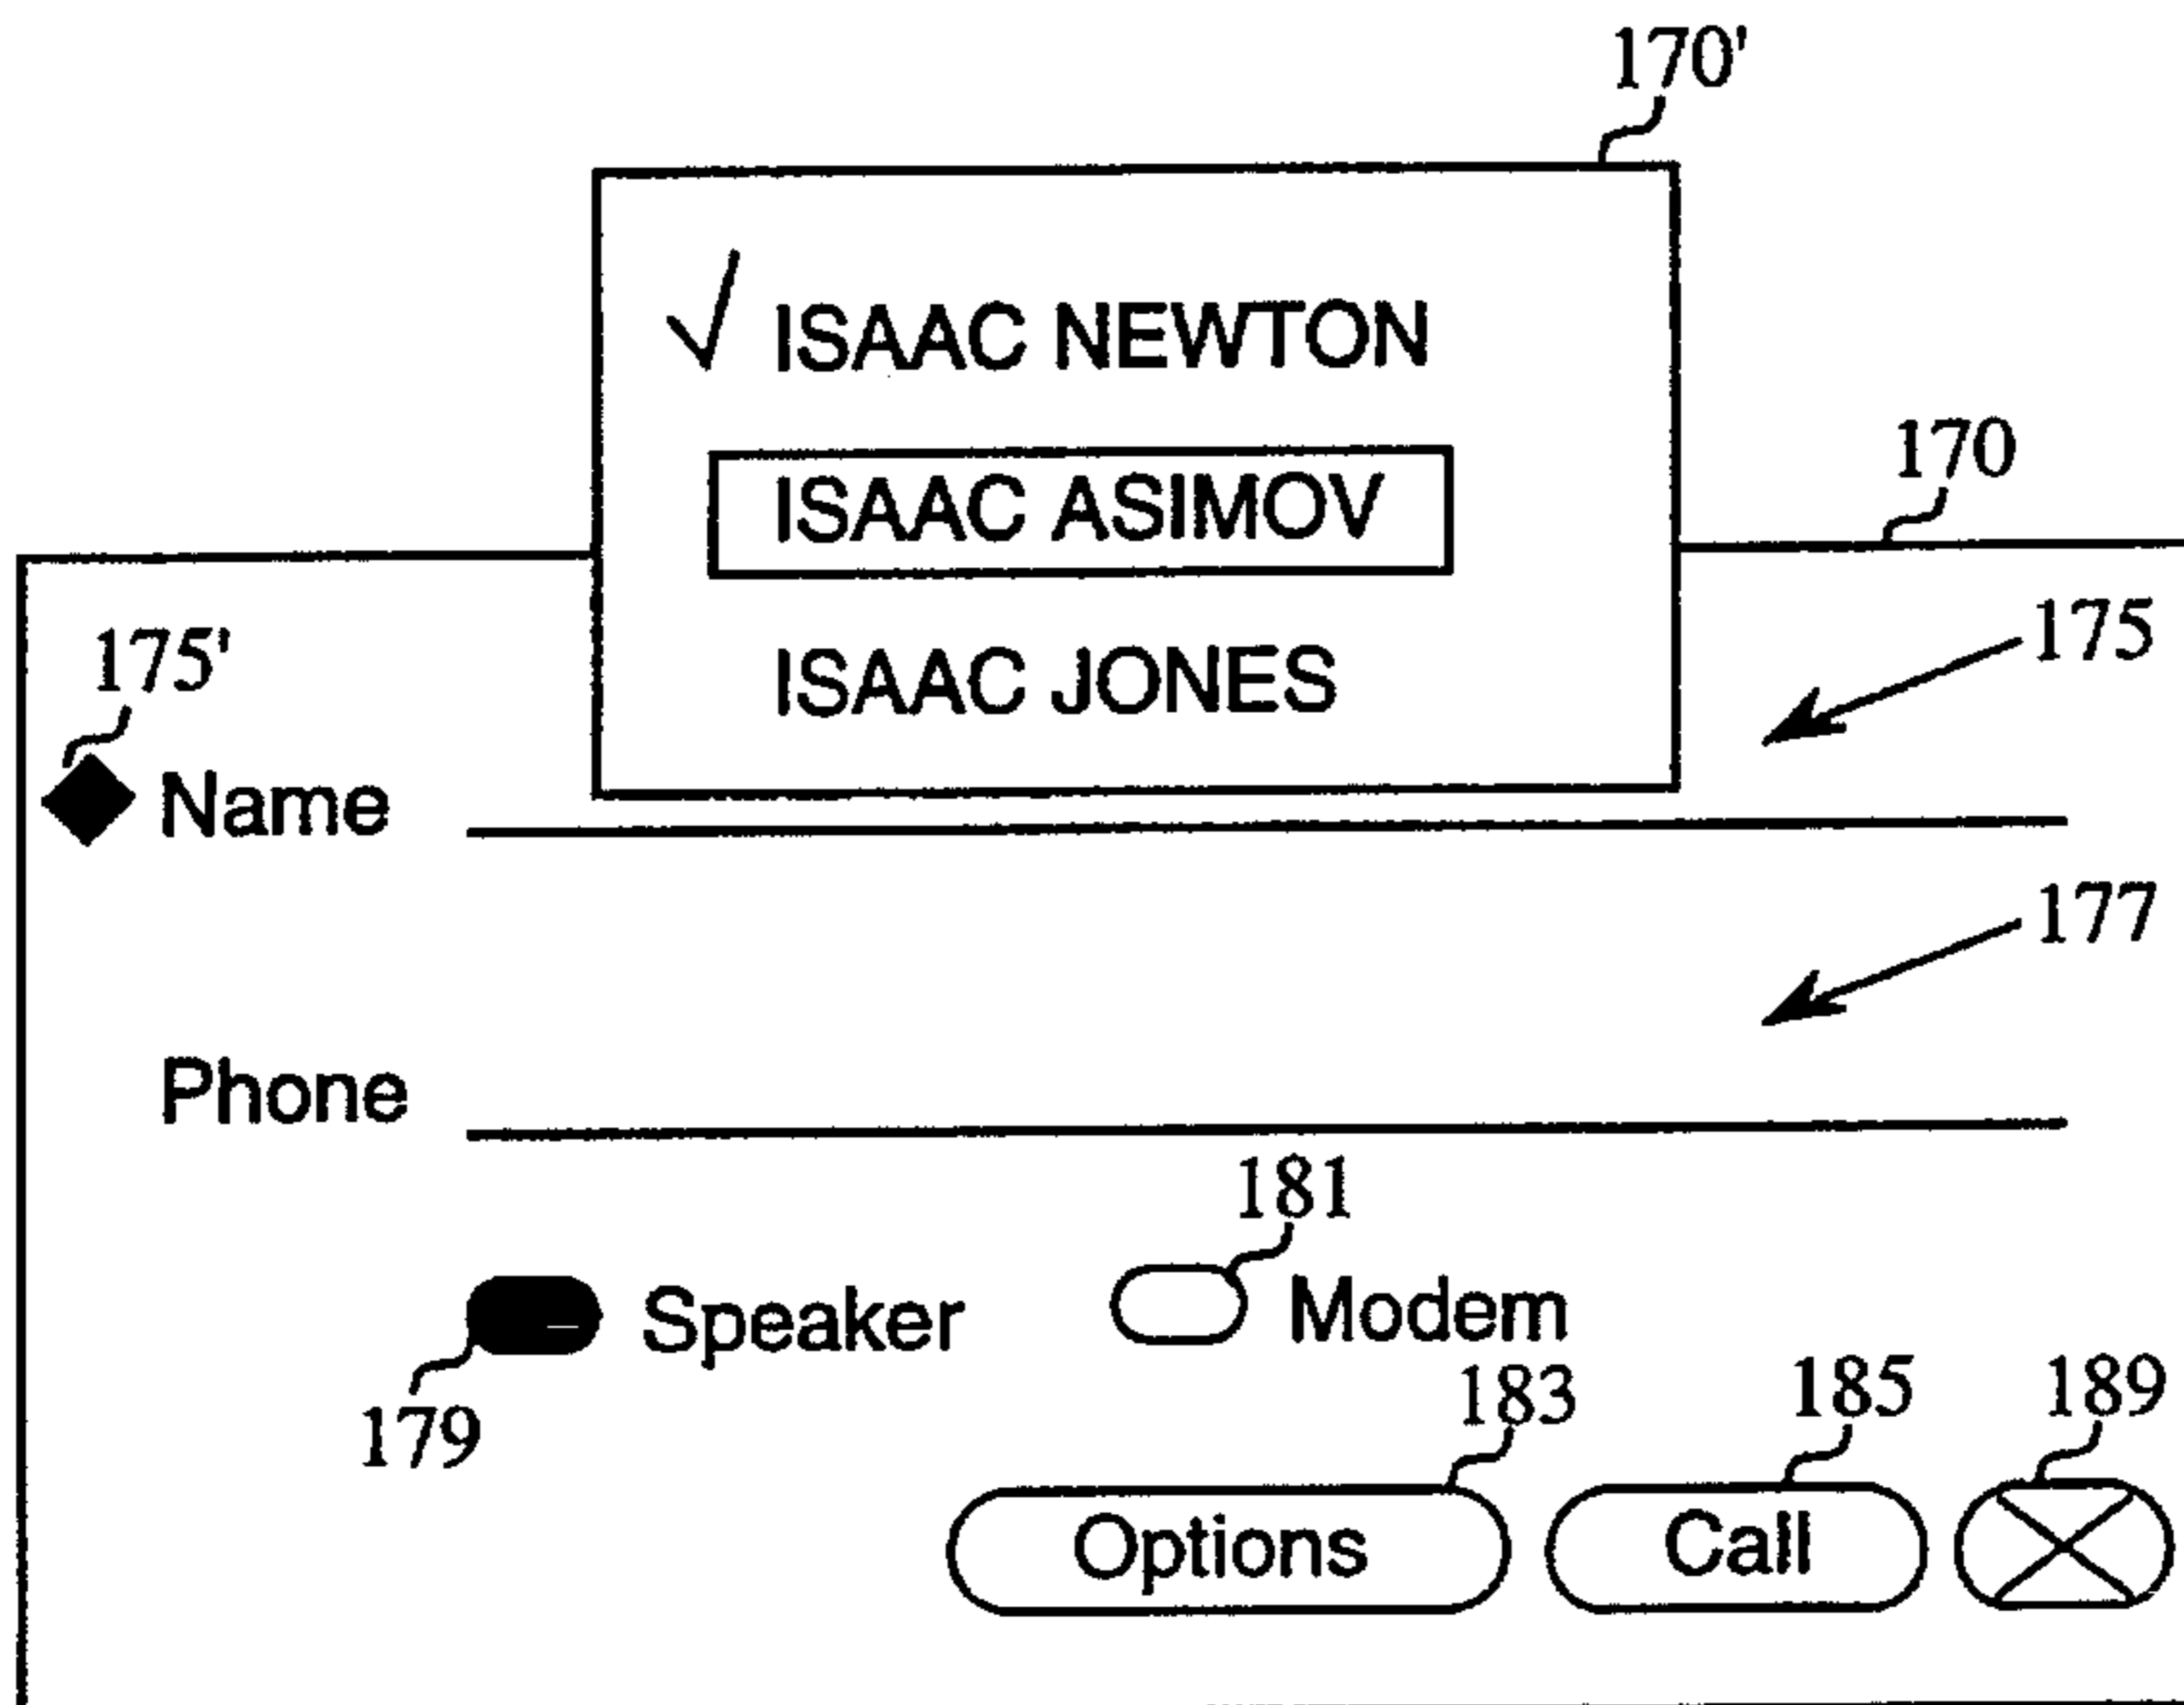 170'
√ ISAAC NEWTON
170
ISAAC ASIMOV
175
175'
ISAAC JONES
Name
177
Phone
181
Speaker
Modem
179
183
185
189
Options
Call